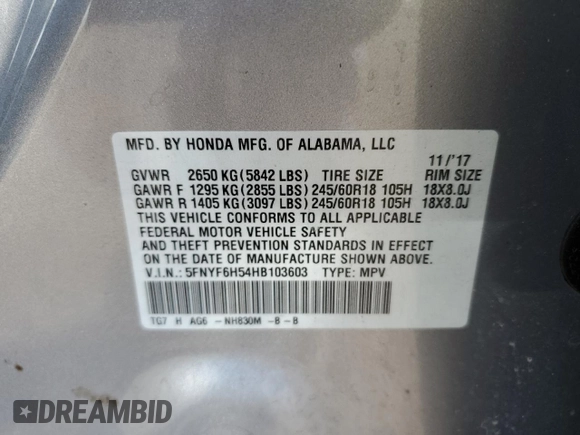 MFD. BY HONDA MFG. OF ALABAMA, LLC
11/'17
GVWR 2650 KG (5842 LBS) TIRE SIZE RIM SIZE
GAWR F 1295 KG (2855 LBS) 245/60R18 105H 18X8.0J
GAWR R 1405 KG (3097 LBS) 245/60R18 105H 18X8.0J
THIS VEHICLE CONFORMS TO ALL APPLICABLE
FEDERAL MOTOR VEHICLE SAFETY
AND THEFT PREVENTION STANDARDS IN EFFECT
ON THE DATE OF MANUFACTURE SHOWN ABOVE.
V.I.N.: 5FNYF6H54HB103603 TYPE: MPV
TG7 H AG6 - NH830M -B - B
DREAMBID